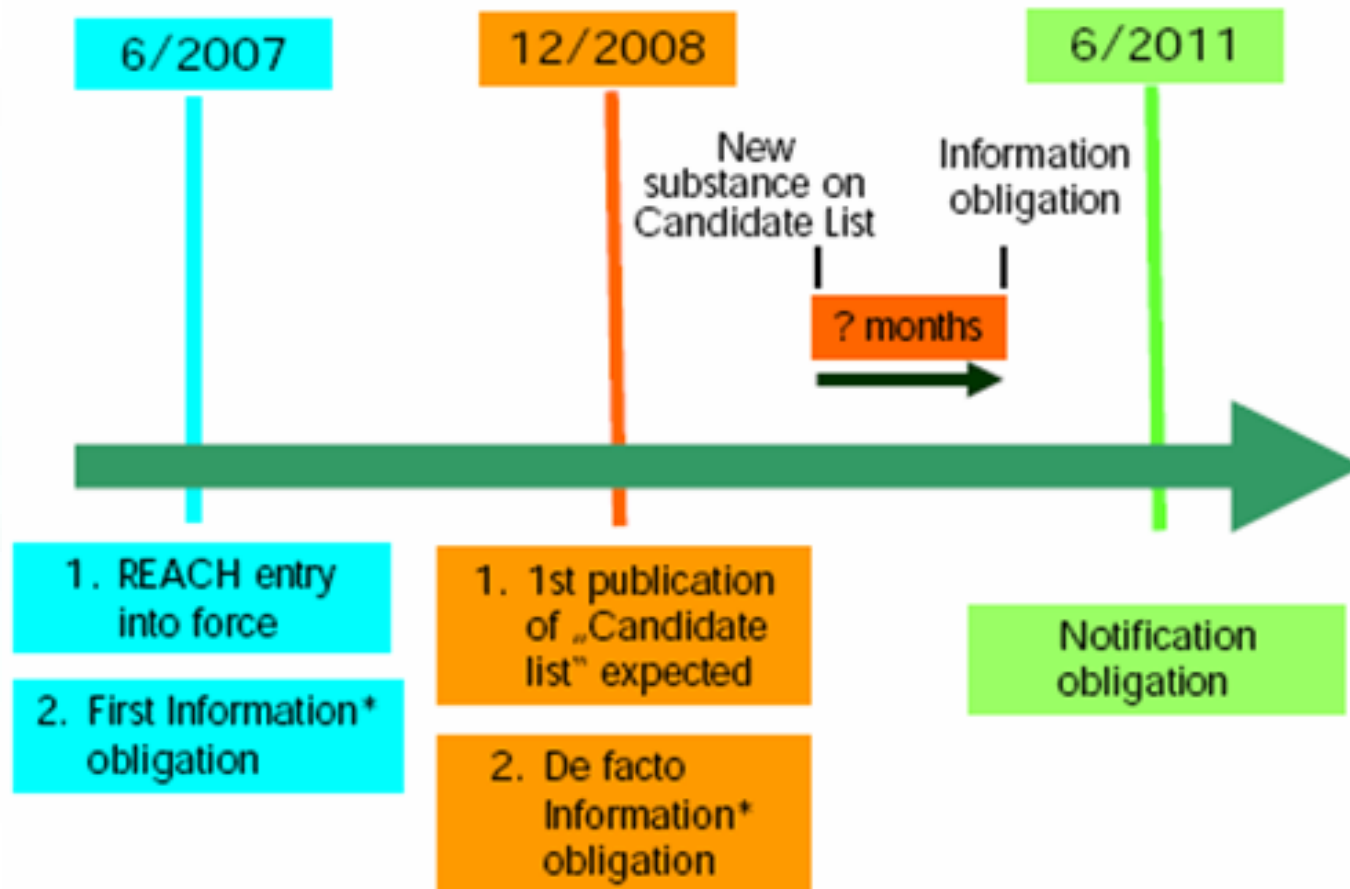 6/2007
12/2008
6/2011
New
substance on
Candidate List
Information
obligation
? months
1. REACH entry
into force
2. First Information*
obligation
1. 1st publication
of „Candidate
list‟ expected
2. De facto
Information*
obligation
Notification
obligation